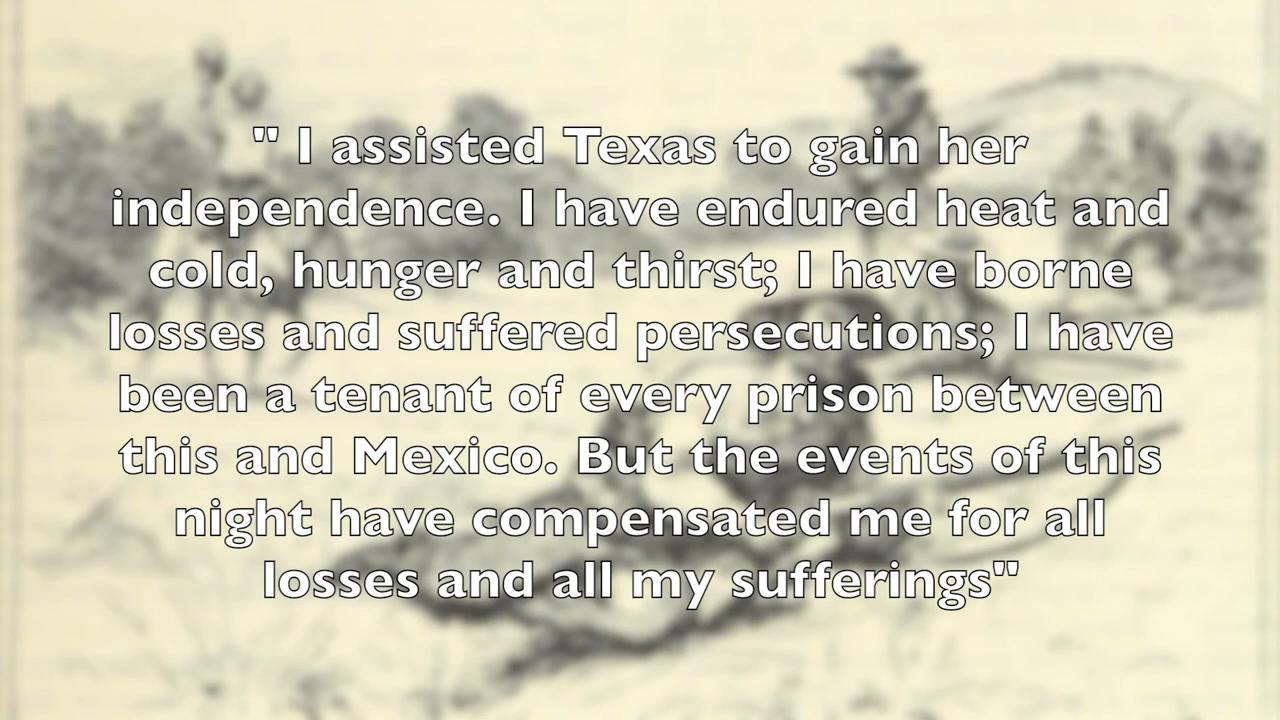 " I assisted Texas to gain her
independence. I have endured heat and
cold, hunger and thirst; I have borne
losses and suffered persecutions; I have
been a tenant of every prison between
this and Mexico. But the events of this
night have compensated me for all
losses and all my sufferings"